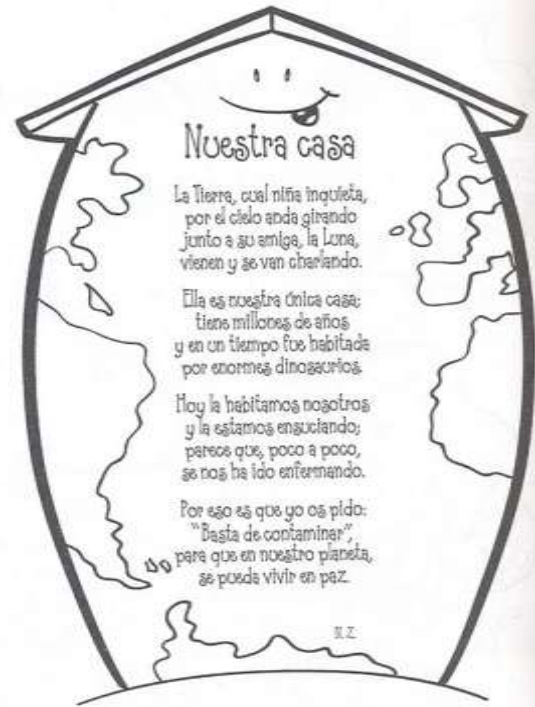 Nuestra casa
La Tierra, cual niña inquieta,
por el cielo anda girando
junto a su amiga, la Luna,
vienen y se van charlando.
Ella es nuestra única casa;
tiene millones de años
y en un tiempo fue habitada
por enormes dinosaurios.
Hoy la habitamos nosotros
y la estamos ensuciando;
parece que, poco a poco,
se nos ha ido enfermando.
Por eso es que yo os pido:
"Basta de contaminar",
para que en nuestro planeta,
se pueda vivir en paz.
N. Z.